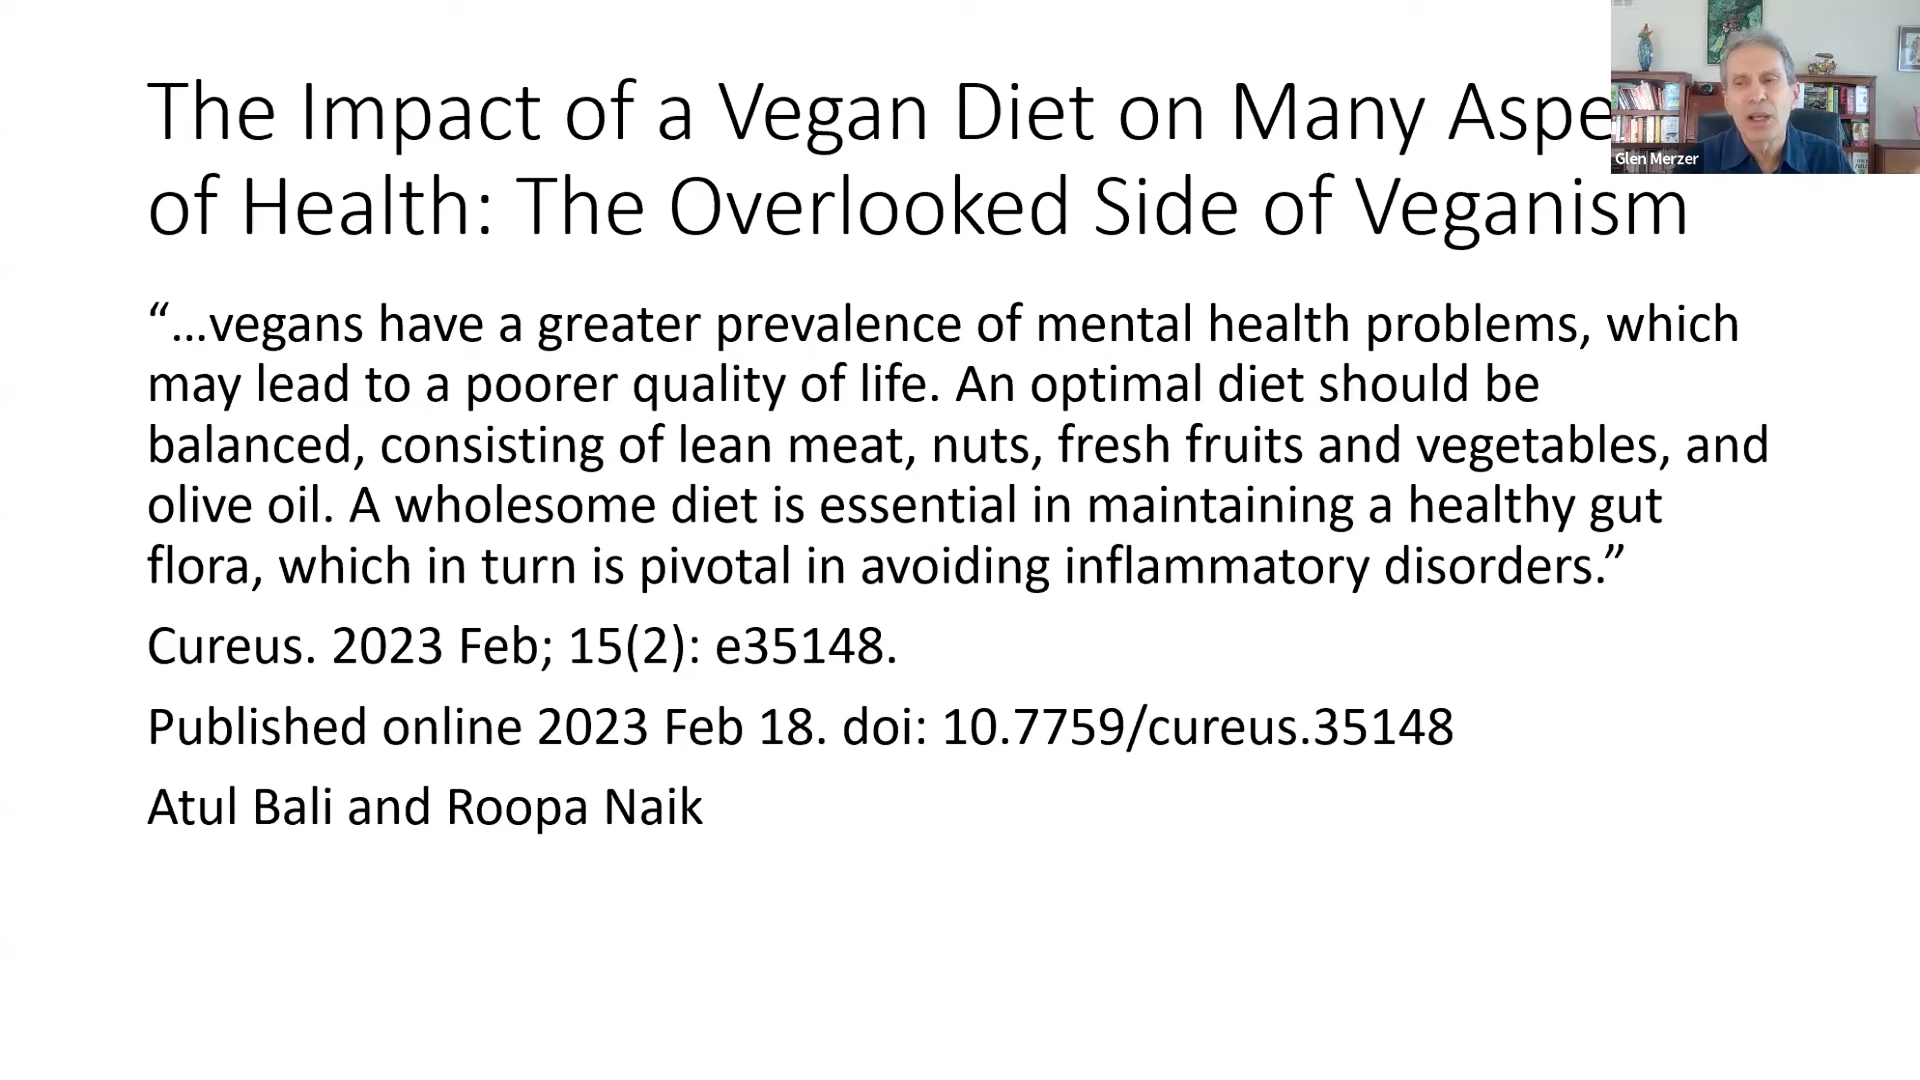 The Impact of a Vegan Diet on Many Aspe
of Health: The Overlooked Side of Veganism
Glen Merzer
“...vegans have a greater prevalence of mental health problems, which
may lead to a poorer quality of life. An optimal diet should be
balanced, consisting of lean meat, nuts, fresh fruits and vegetables, and
olive oil. A wholesome diet is essential in maintaining a healthy gut
flora, which in turn is pivotal in avoiding inflammatory disorders.”
Cureus. 2023 Feb; 15(2): e35148.
Published online 2023 Feb 18. doi: 10.7759/cureus.35148
Atul Bali and Roopa Naik